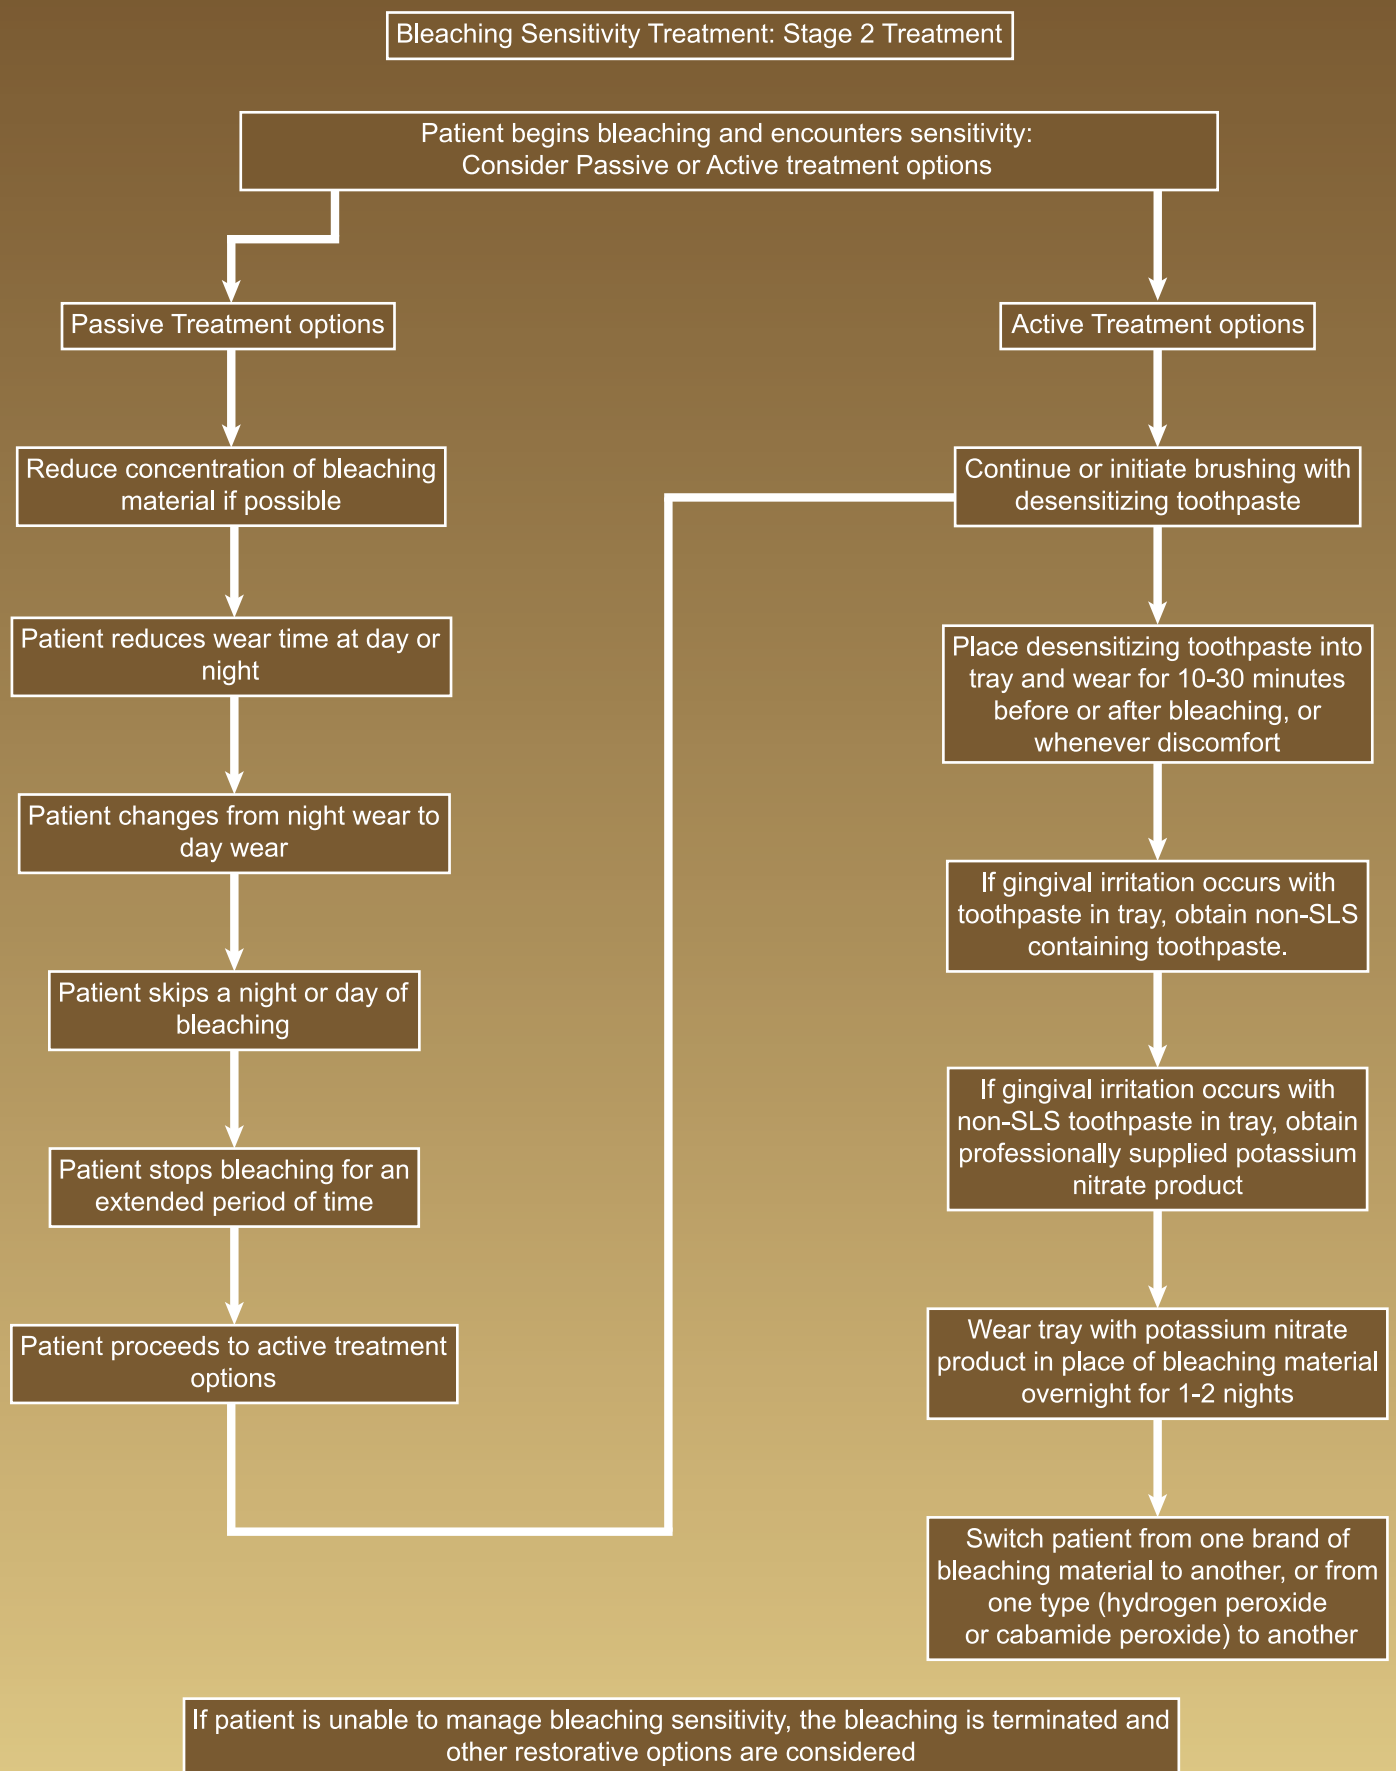 Bleaching Sensitivity Treatment: Stage 2 Treatment
Patient begins bleaching and encounters sensitivity:
Consider Passive or Active treatment options
Passive Treatment options
Reduce concentration of bleaching
material if possible
Patient reduces wear time at day or
night
Patient changes from night wear to
day wear
Patient skips a night or day of
bleaching
Patient stops bleaching for an
extended period of time
Patient proceeds to active treatment
options
Active Treatment options
Continue or initiate brushing with
desensitizing toothpaste
Place desensitizing toothpaste into
tray and wear for 10-30 minutes
before or after bleaching, or
whenever discomfort
If gingival irritation occurs with
toothpaste in tray, obtain non-SLS
containing toothpaste.
If gingival irritation occurs with
non-SLS toothpaste in tray, obtain
professionally supplied potassium
nitrate product
Wear tray with potassium nitrate
product in place of bleaching material
overnight for 1-2 nights
Switch patient from one brand of
bleaching material to another, or from
one type (hydrogen peroxide
or cabamide peroxide) to another
If patient is unable to manage bleaching sensitivity, the bleaching is terminated and
other restorative options are considered